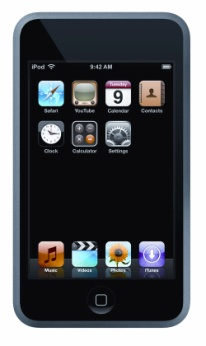 iPod 9:42 AM
Tuesday
9
Safari YouTube Calendar Contacts
Clock Calculator Settings
Music Videos Photos iTunes